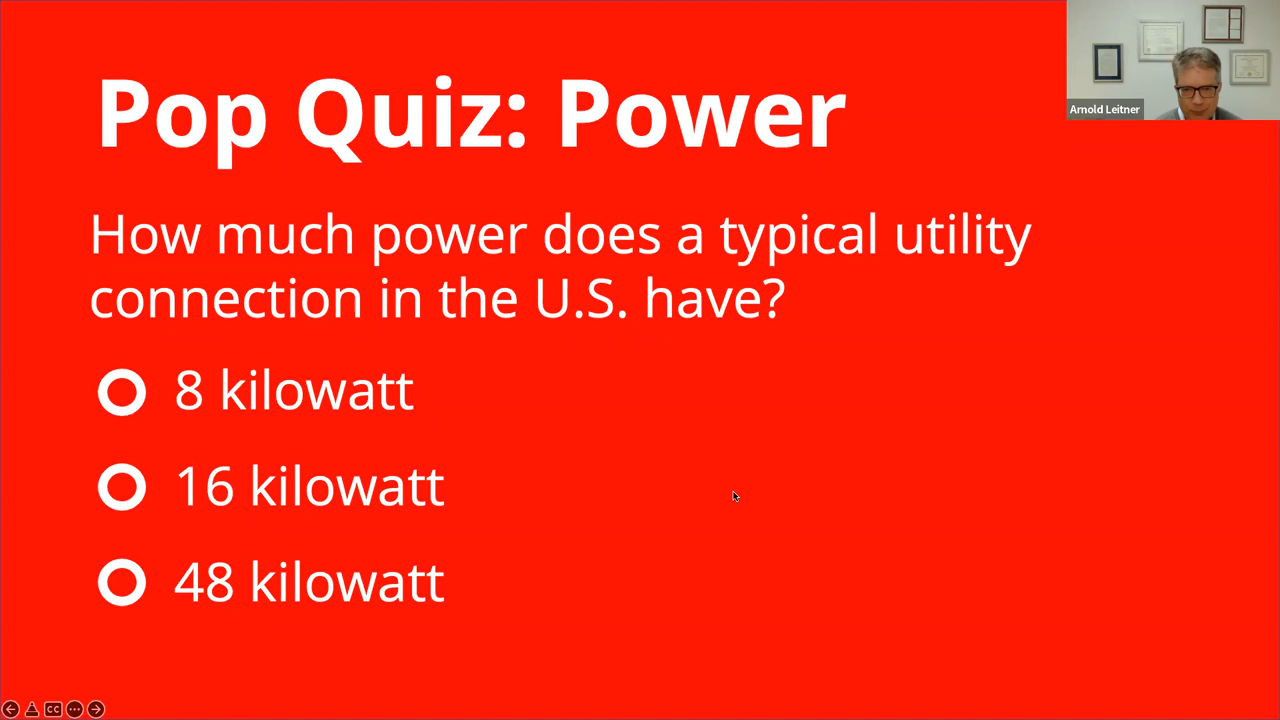 Pop Quiz: Power
Arnold Leitner
How much power does a typical utility
connection in the U.S. have?
8 kilowatt
16 kilowatt
48 kilowatt
CC